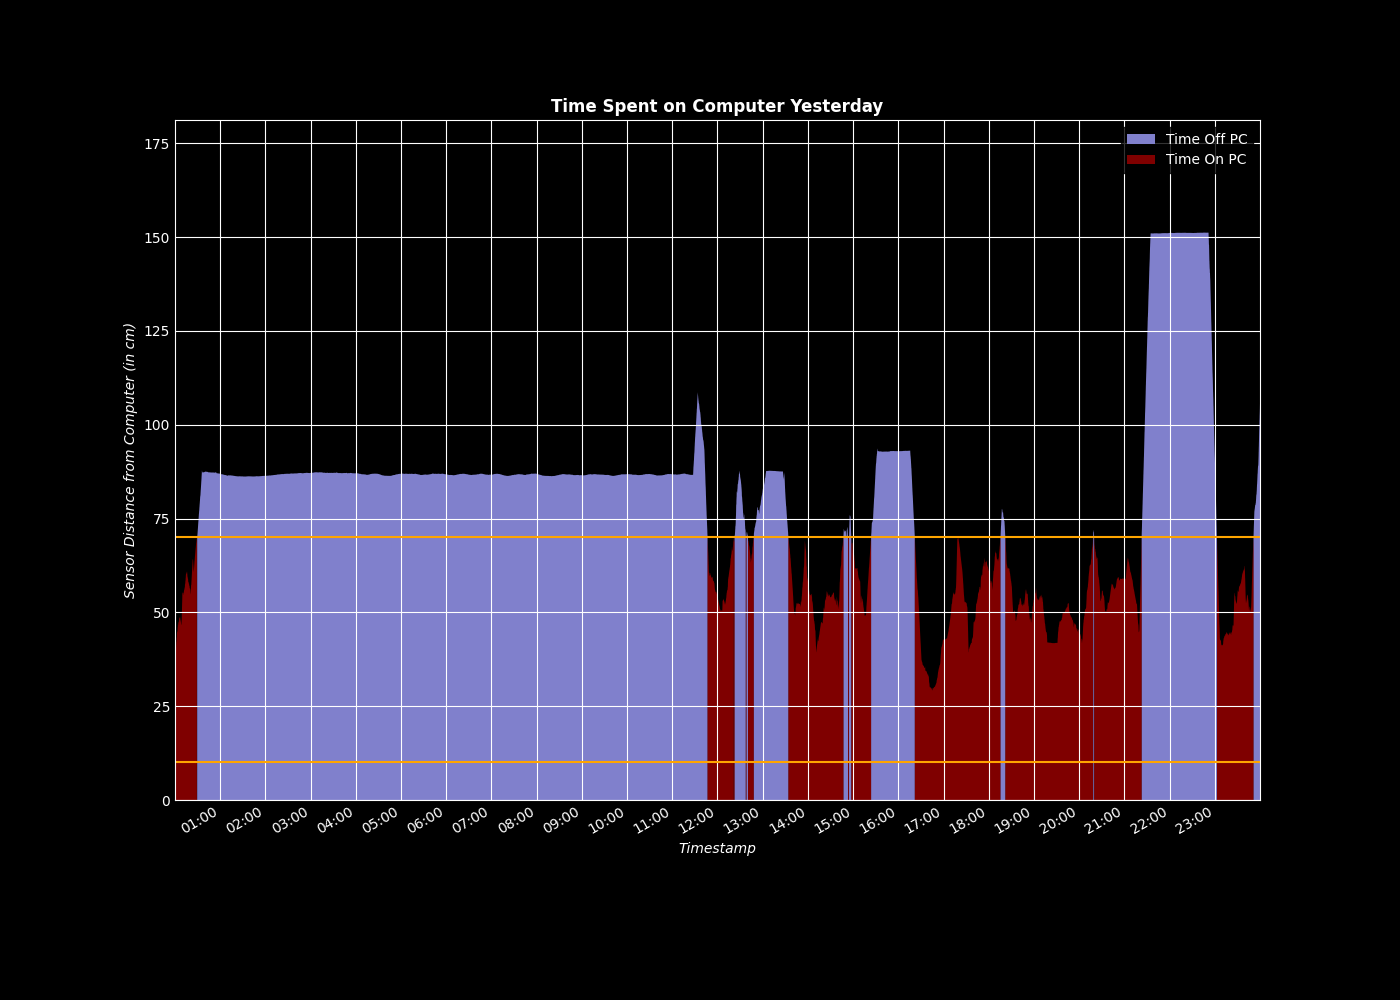 Time Spent on Computer Yesterday
Time Off PC
Time On PC
175
150
125
100
75
50
25
0
Sensor Distance from Computer (in cm)
01:00 02:00 03:00 04:00 05:00 06:00 07:00 08:00 09:00 10:00 11:00 12:00 13:00 14:00 15:00 16:00 17:00 18:00 19:00 20:00 21:00 22:00 23:00
Timestamp